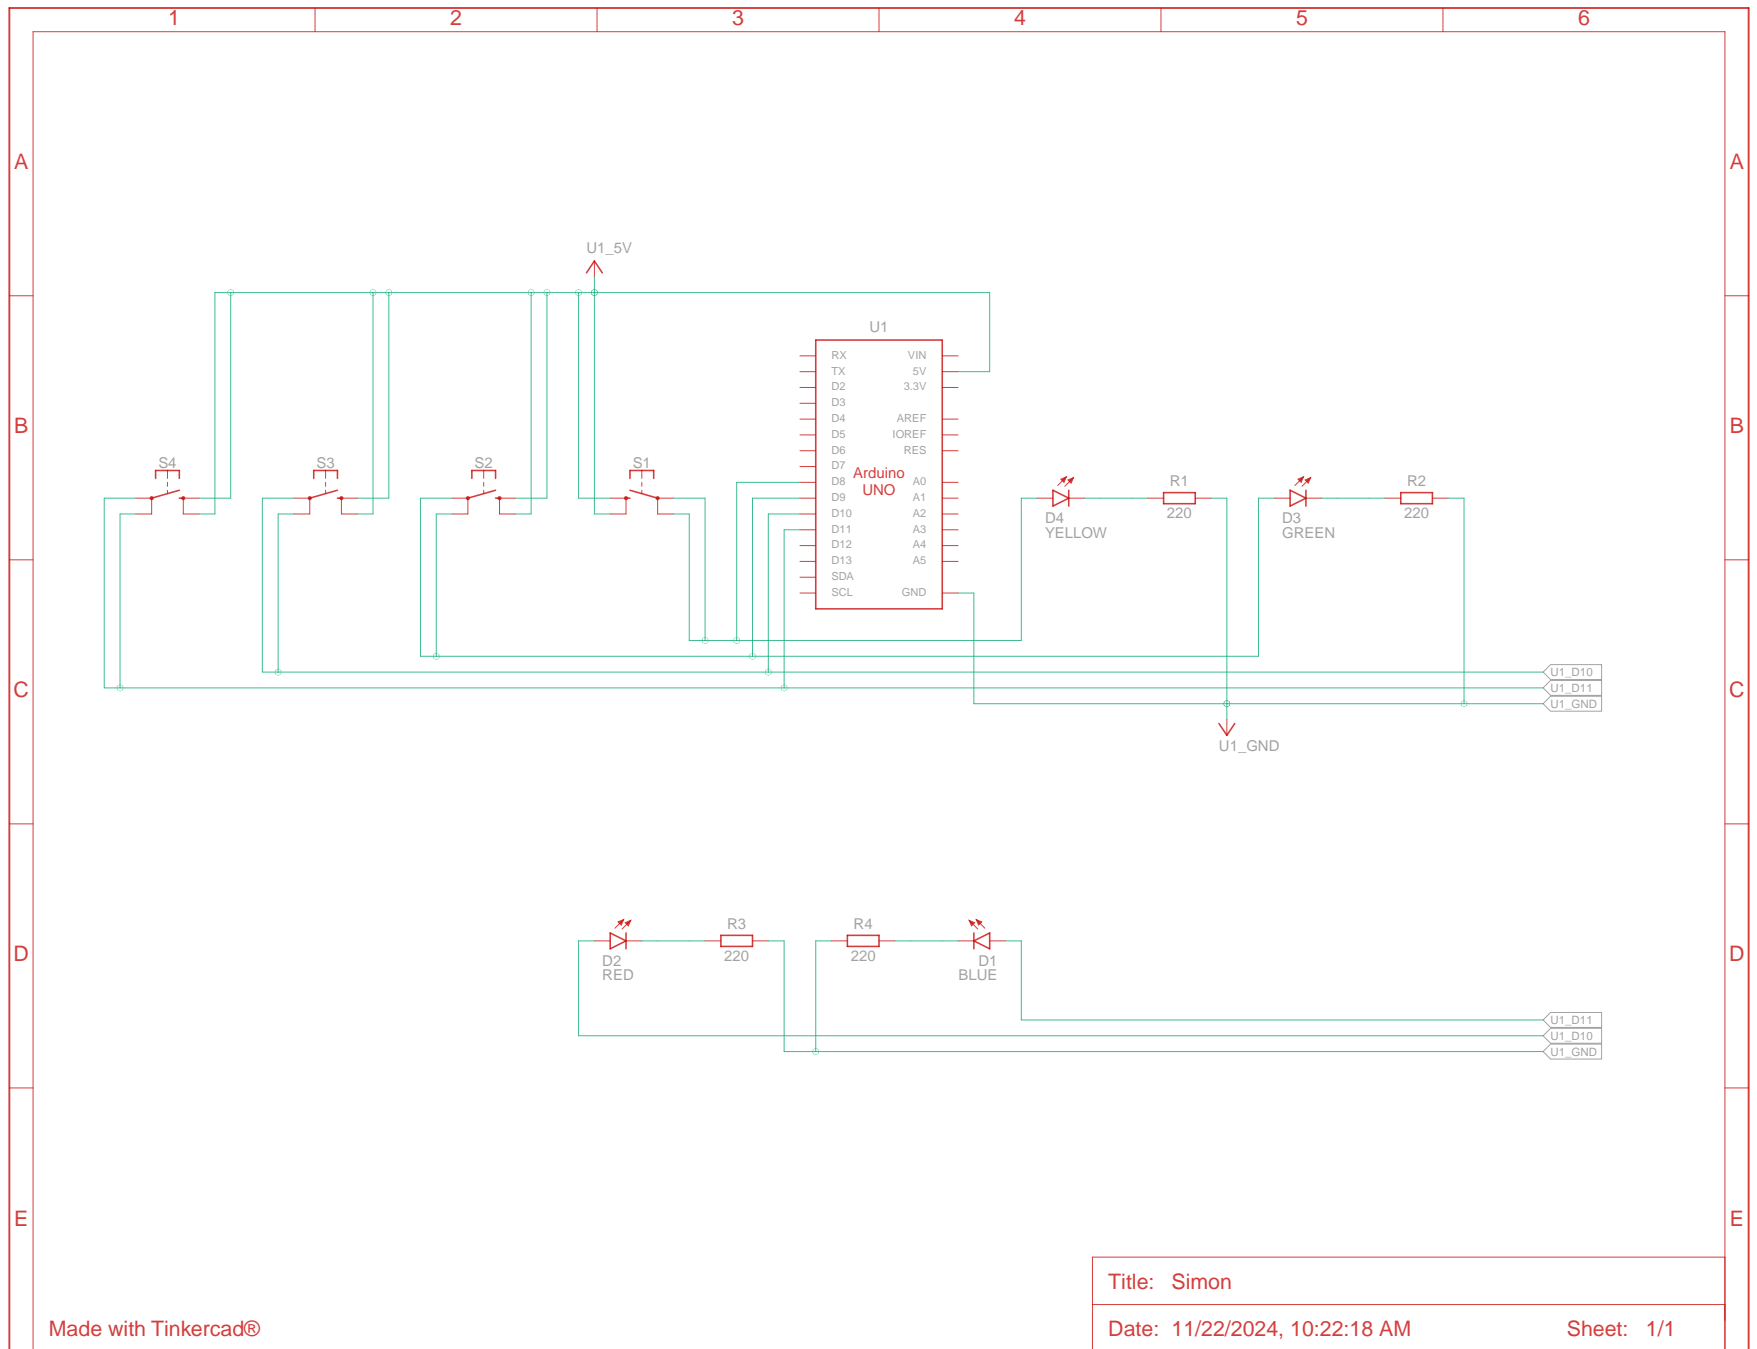 1 2 3 4 5 6
A A
U1_5V
U1
RX VIN
TX 5V
D2 3.3V
D3
D4 AREF
B B
D5 IOREF
D6 RES
S4 S3 S2 S1
D7
Arduino
UNO
D8 A0
R1 R2
D9 A1
D10 A2
220 220
D4 D3
YELLOW GREEN
D11 A3
D12 A4
D13 A5
SDA
SCL GND
U1_D10
C U1_D11 C
U1_GND
U1_GND
R3 R4
D D
220 220
D2 D1
RED BLUE
U1_D11
U1_D10
U1_GND
E E
Title: Simon
Made with Tinkercad®
Date: 11/22/2024, 10:22:18 AM Sheet: 1/1